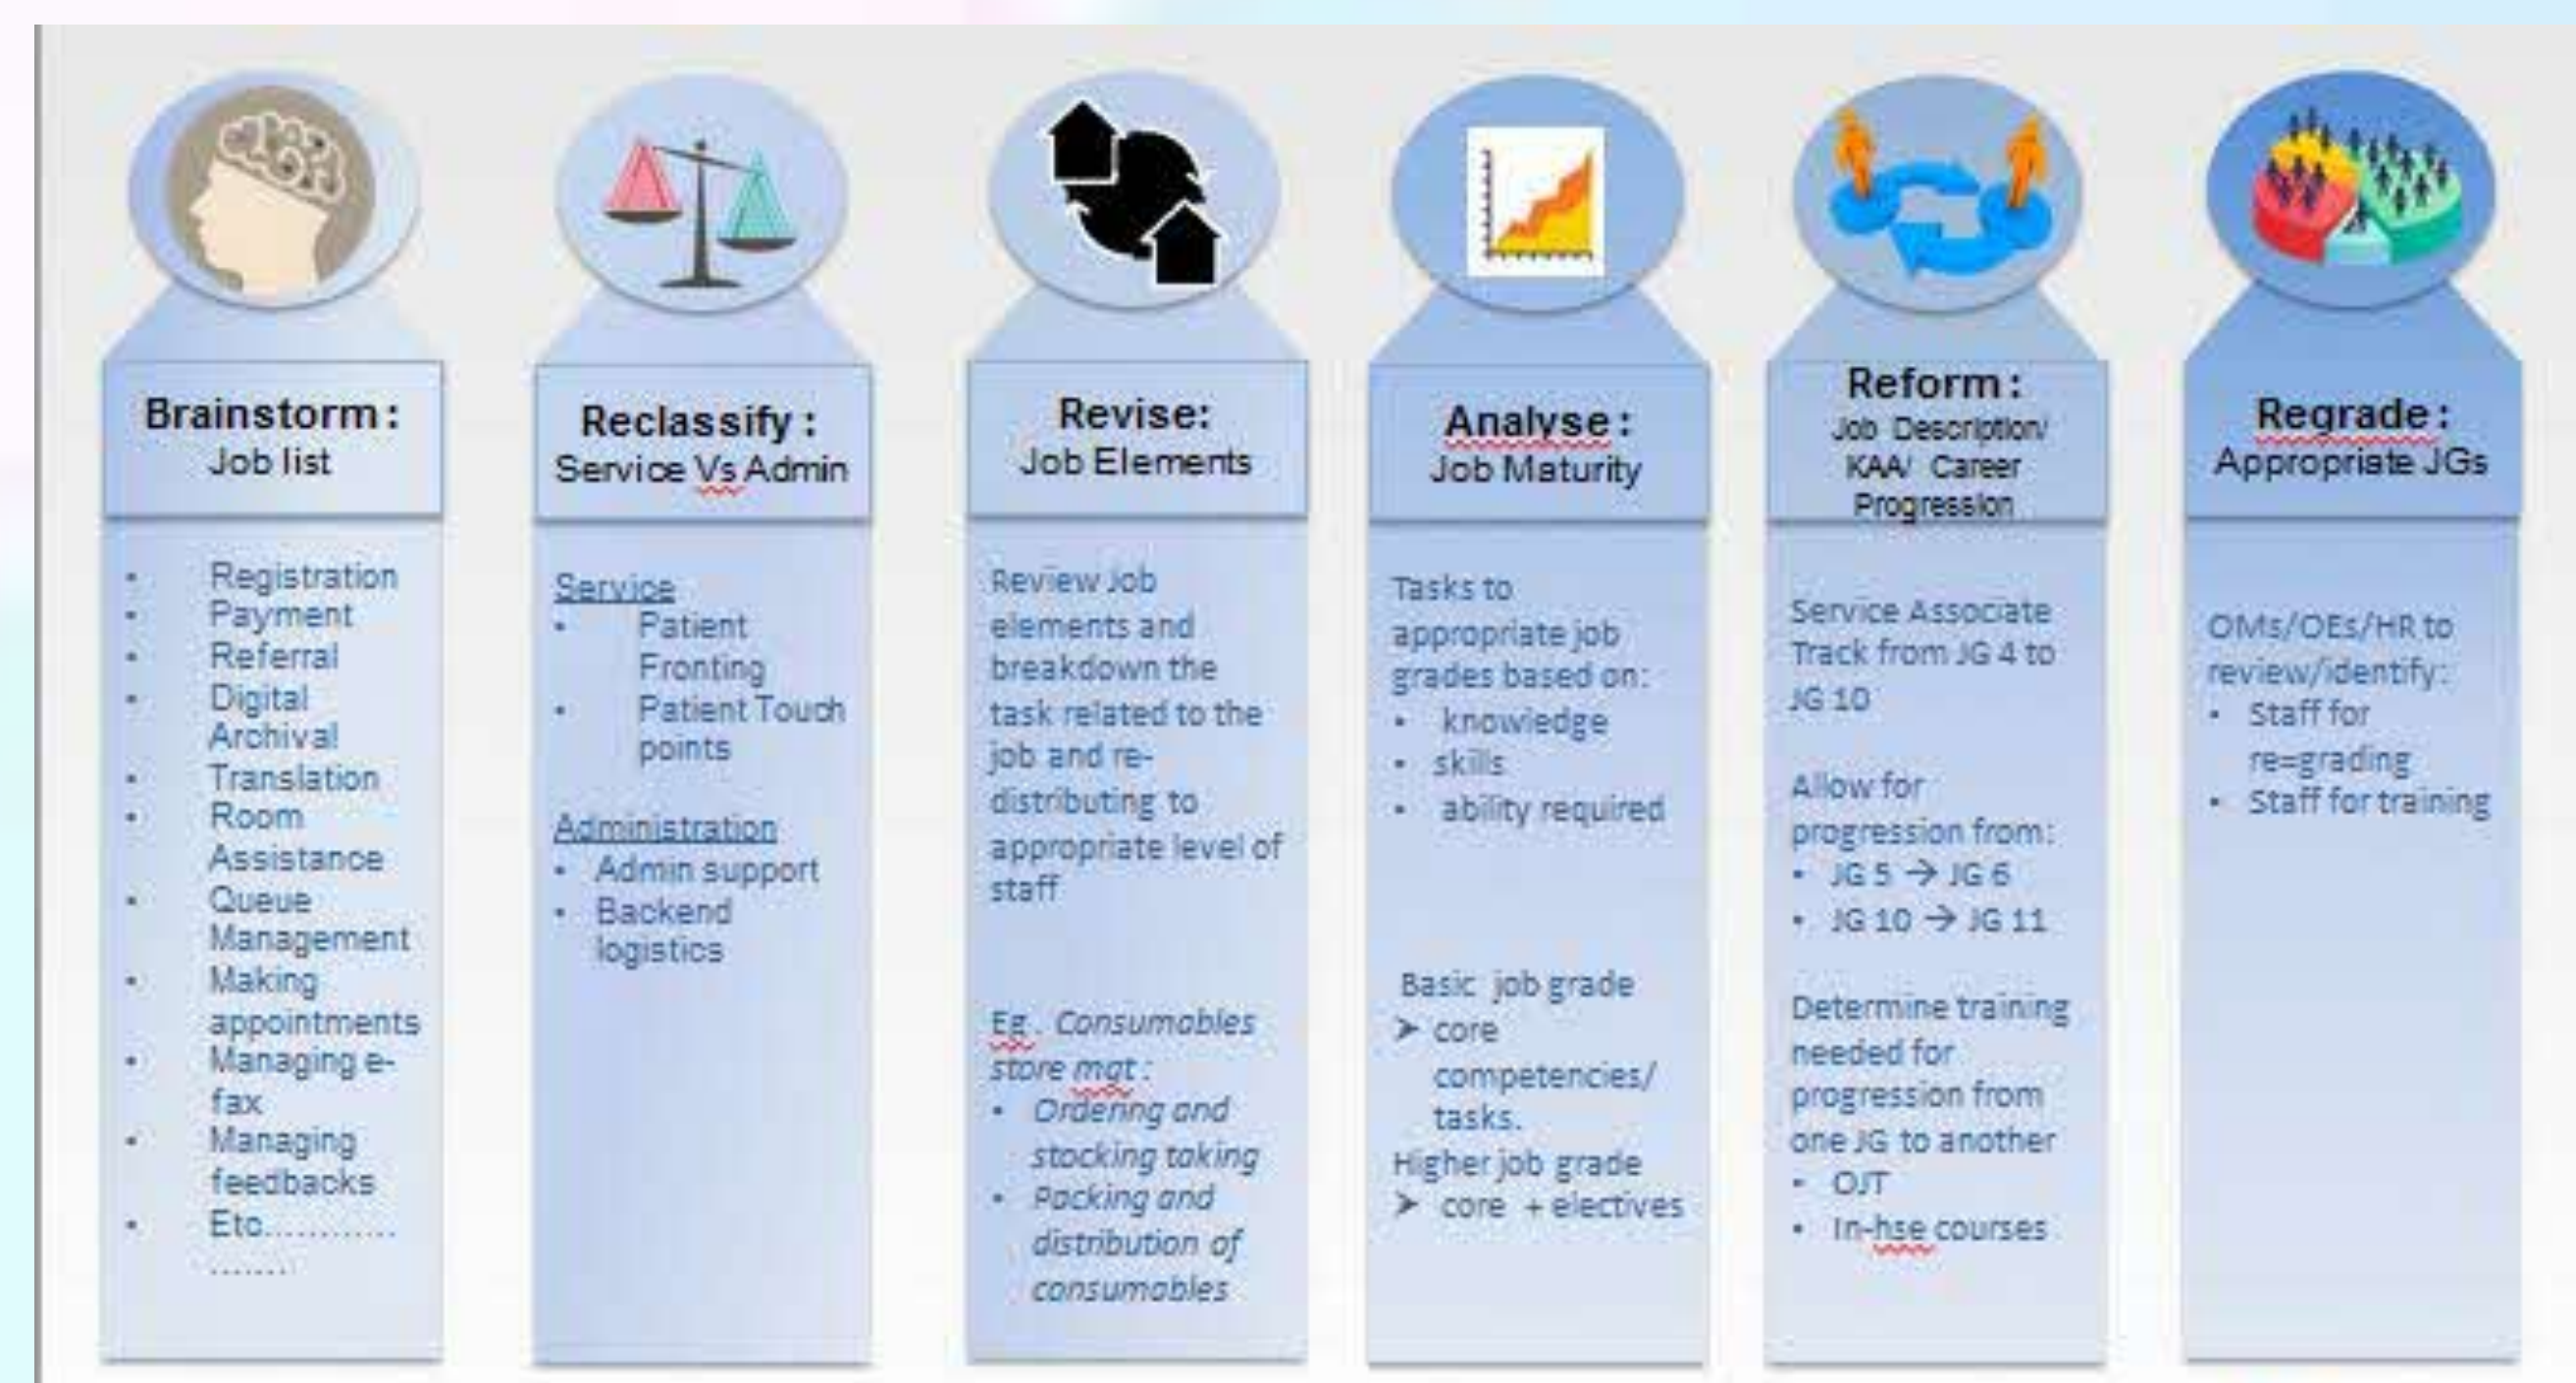 Brainstorm :
Job list
• Registration
• Payment
• Referral
• Digital
Archival
• Translation
• Room
Assistance
• Queue
Management
• Making
appointments
• Managing e-
fax
• Managing
feedbacks
• Etc............
.......
Reclassify :
Service Vs Admin
Service
• Patient
Fronting
• Patient Touch
points
Administration
• Admin support
• Backend
logistics
Revise:
Job Elements
Review Job
elements and
breakdown the
task related to the
job and re-
distributing to
appropriate level of
staff
Eg. Consumables
store mgt :
• Ordering and
stocking taking
• Packing and
distribution of
consumables
Analyse :
Job Maturity
Tasks to
appropriate job
grades based on:
• knowledge
• skills
• ability required
Basic job grade
➢ core
competencies/
tasks.
Higher job grade
➢ core + electives
Reform :
Job Description/
KAA/ Career
Progression
Service Associate
Track from JG 4 to
JG 10
Allow for
progression from:
• JG 5 → JG 6
• JG 10 → JG 11
Determine training
needed for
progression from
one JG to another
• OJT
• In-hse courses
Regrade :
Appropriate JGs
OMs/OEs/HR to
review/identify:
• Staff for
re=grading
• Staff for training